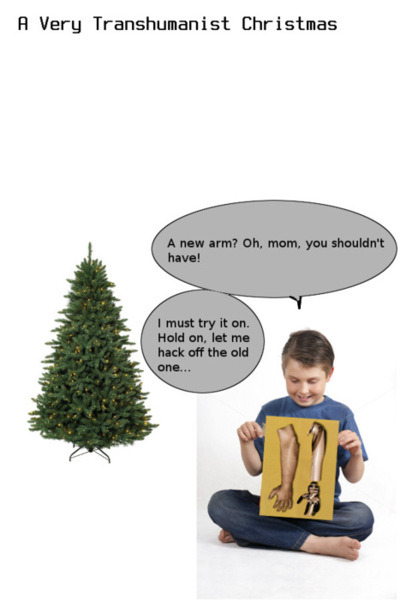 A Very Transhumanist Christmas
A new arm? Oh, mom, you shouldn't
have!
I must try it on.
Hold on, let me
hack off the old
one...